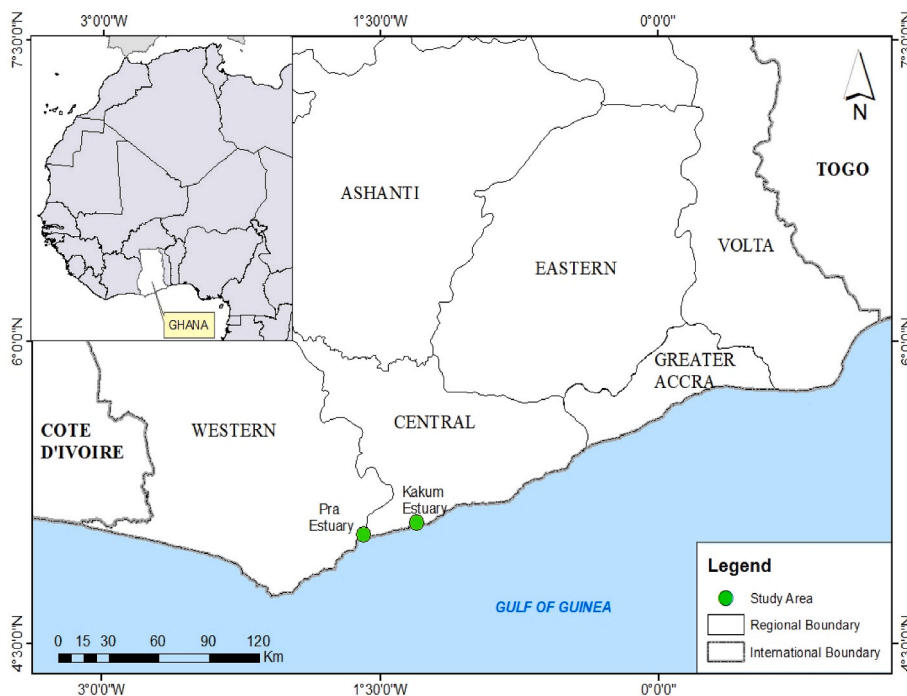 3°0'0"W
1°30'0"W
0°0'0"
7°30'0"N
7°30'0"N
N
TOGO
ASHANTI
VOLTA
EASTERN
GHANA
6°0'0"N
6°0'0"N
GREATER
ACCRA
COTE
D'IVOIRE
WESTERN
CENTRAL
Pra
Estuary
Kakum
Estuary
GULF OF GUINEA
Legend
Study Area
Regional Boundary
International Boundary
0 15 30 60 90 120
Km
4°30'0"N
4°30'0"N
3°0'0"W
1°30'0"W
0°0'0"